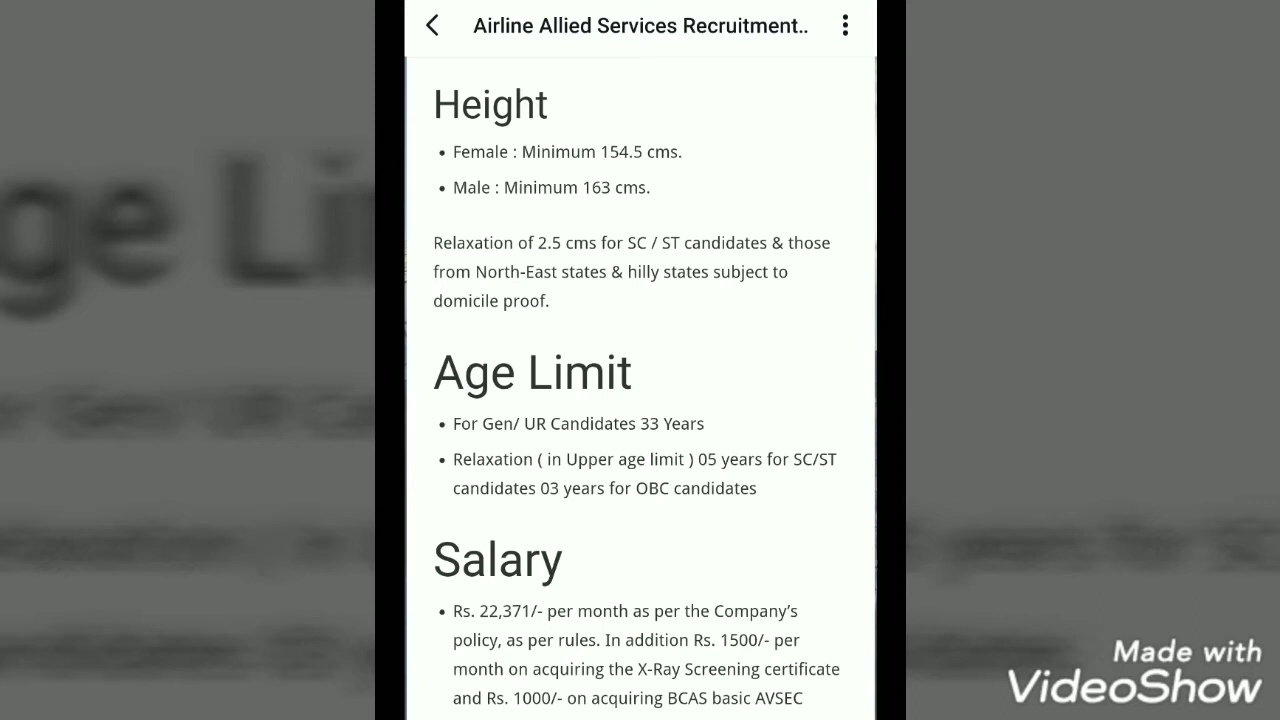 Airline Allied Services Recruitment..
Height
• Female : Minimum 154.5 cms.
• Male : Minimum 163 cms.
Relaxation of 2.5 cms for SC / ST candidates & those
from North-East states & hilly states subject to
domicile proof.
Age Limit
• For Gen/ UR Candidates 33 Years
• Relaxation ( in Upper age limit ) 05 years for SC/ST
candidates 03 years for OBC candidates
Salary
• Rs. 22,371/- per month as per the Company’s
policy, as per rules. In addition Rs. 1500/- per
month on acquiring the X-Ray Screening certificate
and Rs. 1000/- on acquiring BCAS basic AVSEC
Made with
VideoShow